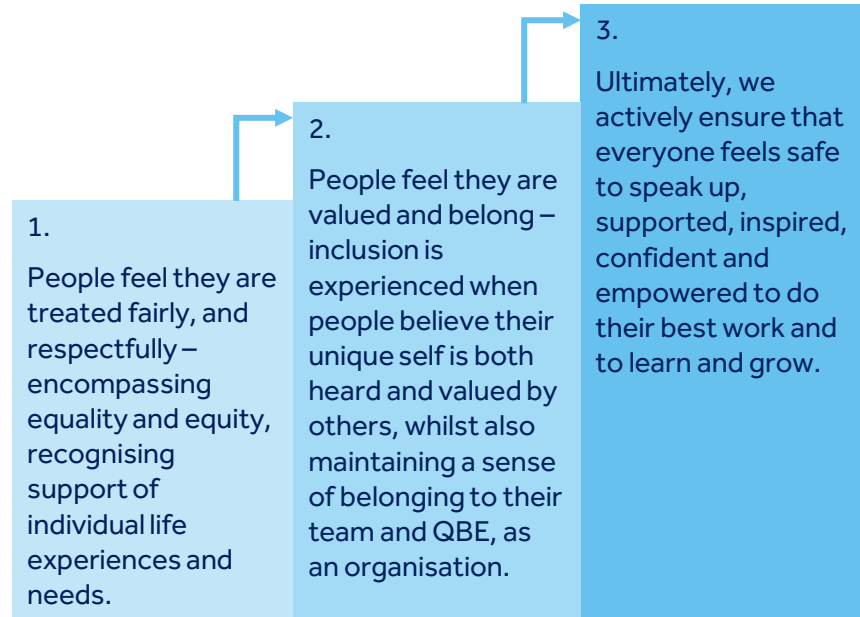 1.
People feel they are
treated fairly, and
respectfully –
encompassing
equality and equity,
recognising
support of
individual life
experiences and
needs.
2.
People feel they are
valued and belong –
inclusion is
experienced when
people believe their
unique self is both
heard and valued by
others, whilst also
maintaining a sense
of belonging to their
team and QBE, as
an organisation.
3.
Ultimately, we
actively ensure that
everyone feels safe
to speak up,
supported, inspired,
confident and
empowered to do
their best work and
to learn and grow.